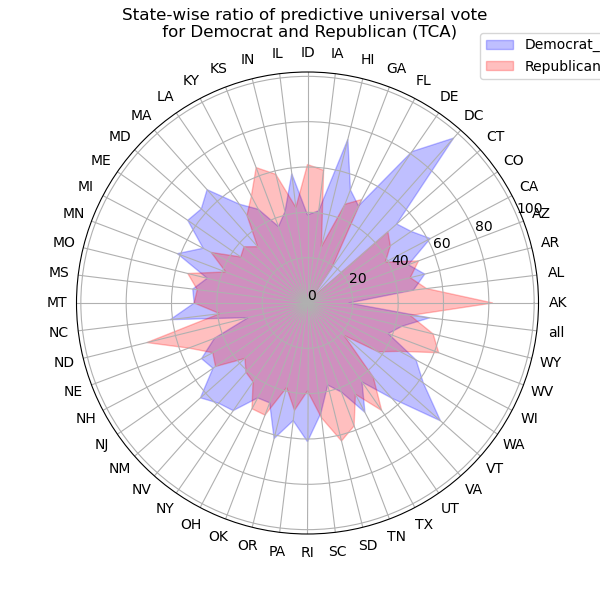 State-wise ratio of predictive universal vote
for Democrat and Republican (TCA)
Democrat_
Republican
AK
AL
AR
AZ
CA
CO
CT
DC
DE
FL
GA
HI
IA
ID
IL
IN
KS
KY
LA
MA
MD
ME
MI
MN
MO
MS
MT
NC
ND
NE
NH
NJ
NM
NV
NY
OH
OK
OR
PA
RI
SC
SD
TN
TX
UT
VA
VT
WA
WI
WV
WY
all
0
20
40
60
80
100